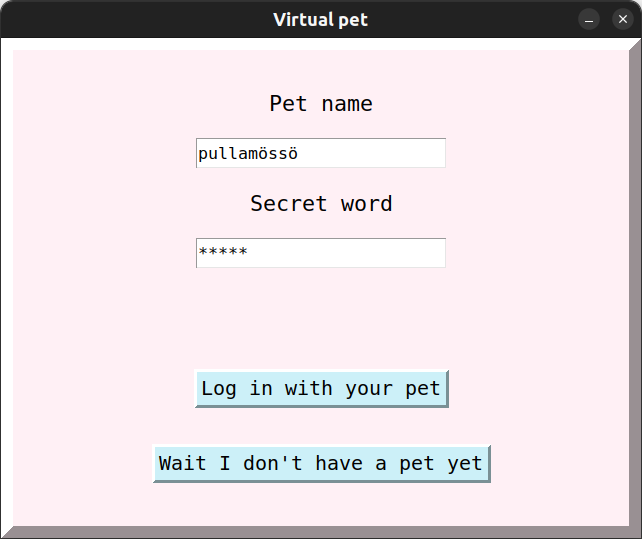 Virtual pet
Pet name
pullamössö
Secret word
*****
Log in with your pet
Wait I don't have a pet yet